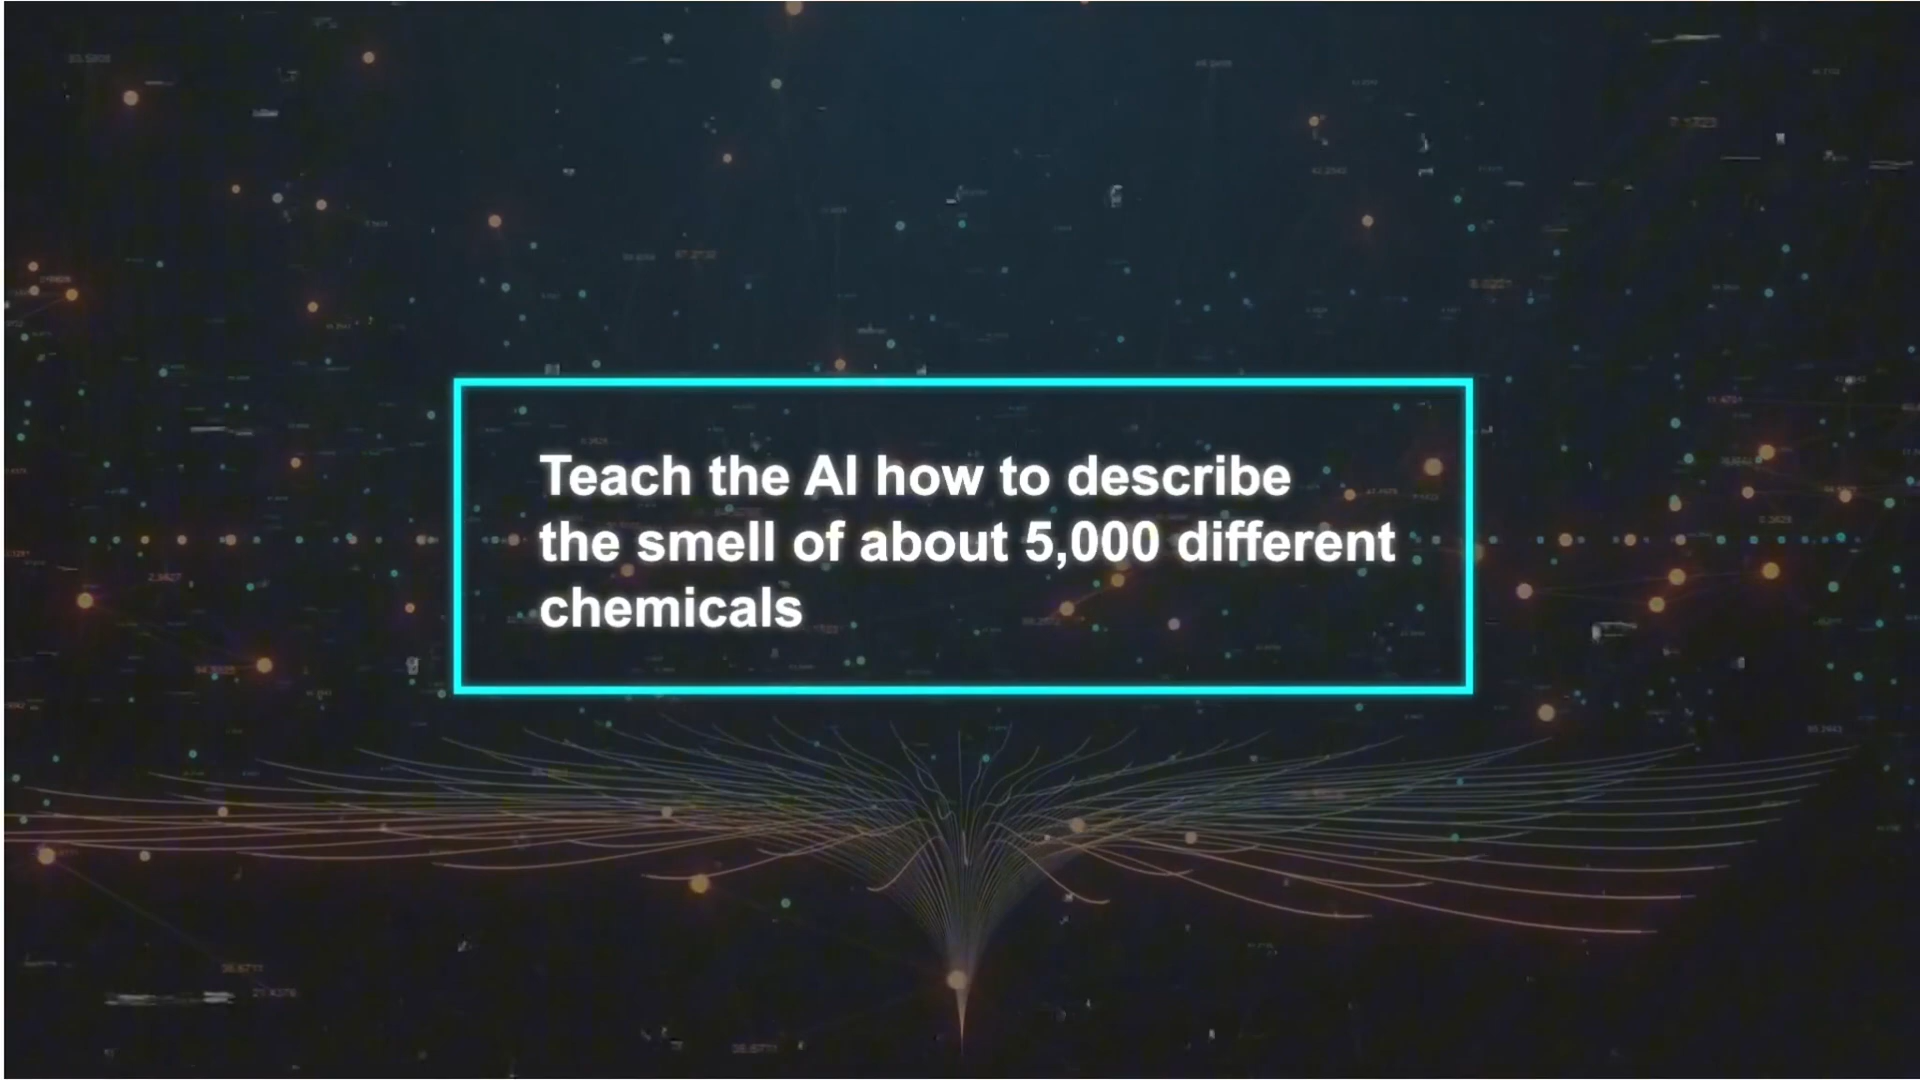 Teach the AI how to describe
the smell of about 5,000 different
chemicals